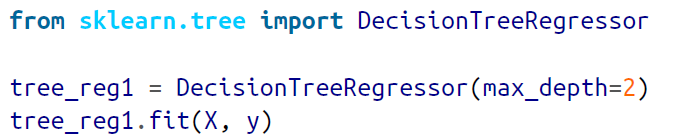 from sklearn.tree import DecisionTreeRegressor

tree_reg1 = DecisionTreeRegressor(max_depth=2)
tree_reg1.fit(X, y)